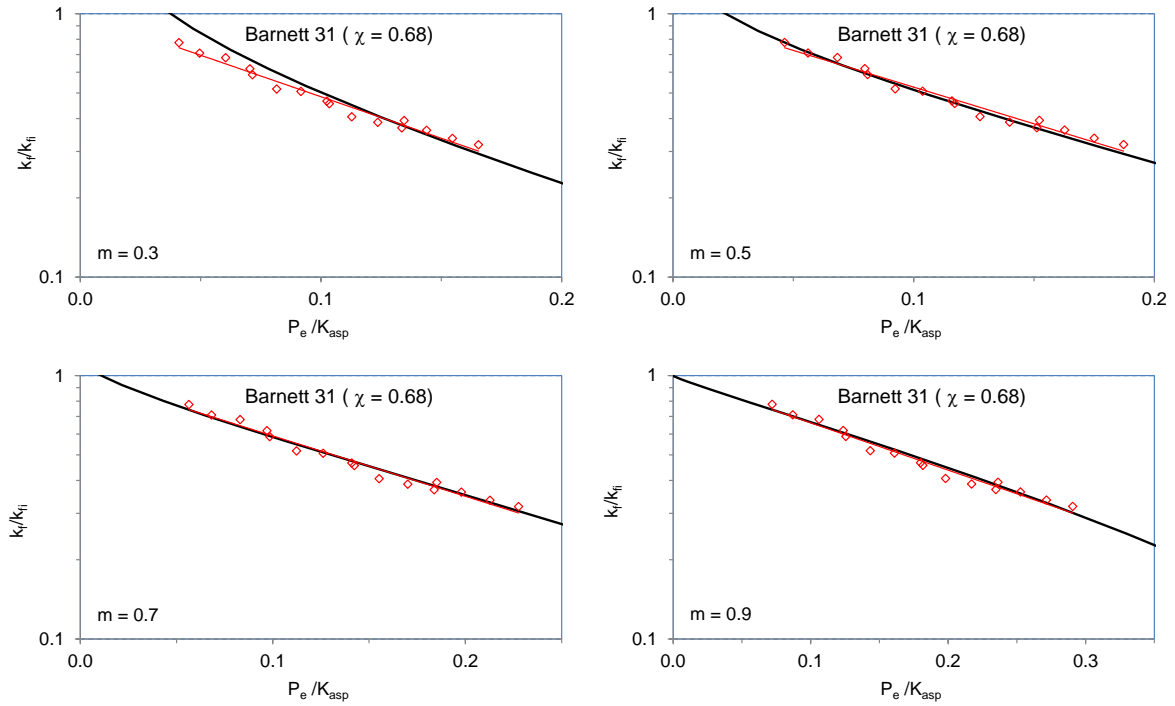 1
Barnett 31 ( χ = 0.68)
k_f/k_fi
m = 0.3
0.1
0.0 0.1 0.2
P_e /K_asp
1
Barnett 31 ( χ = 0.68)
k_f/k_fi
m = 0.5
0.1
0.0 0.1 0.2
P_e /K_asp
1
Barnett 31 ( χ = 0.68)
k_f/k_fi
m = 0.7
0.1
0.0 0.1 0.2
P_e /K_asp
1
Barnett 31 ( χ = 0.68)
k_f/k_fi
m = 0.9
0.1
0.0 0.1 0.2 0.3
P_e /K_asp